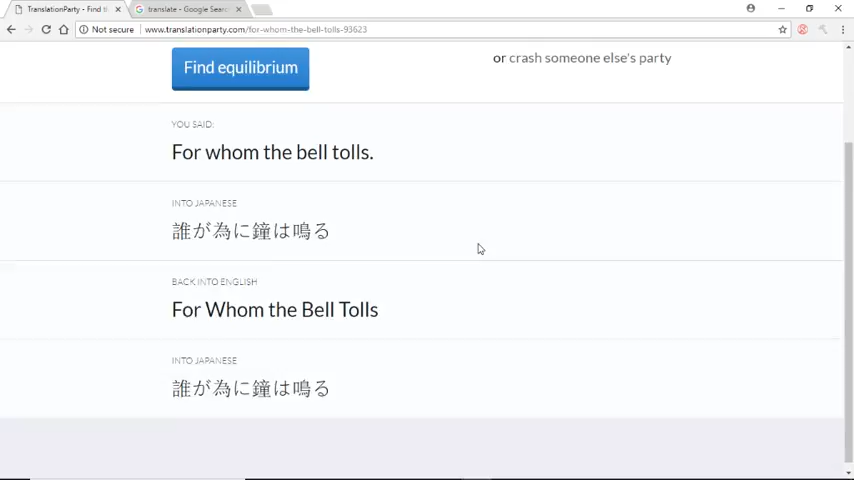 TranslationParty - Find t
translate - Google Searc
Not secure
www.translationparty.com/for-whom-the-bell-tolls-93623
Find equilibrium
or crash someone else's party
YOU SAID:
For whom the bell tolls.
INTO JAPANESE
誰が為に鐘は鳴る
BACK INTO ENGLISH
For Whom the Bell Tolls
INTO JAPANESE
誰が為に鐘は鳴る